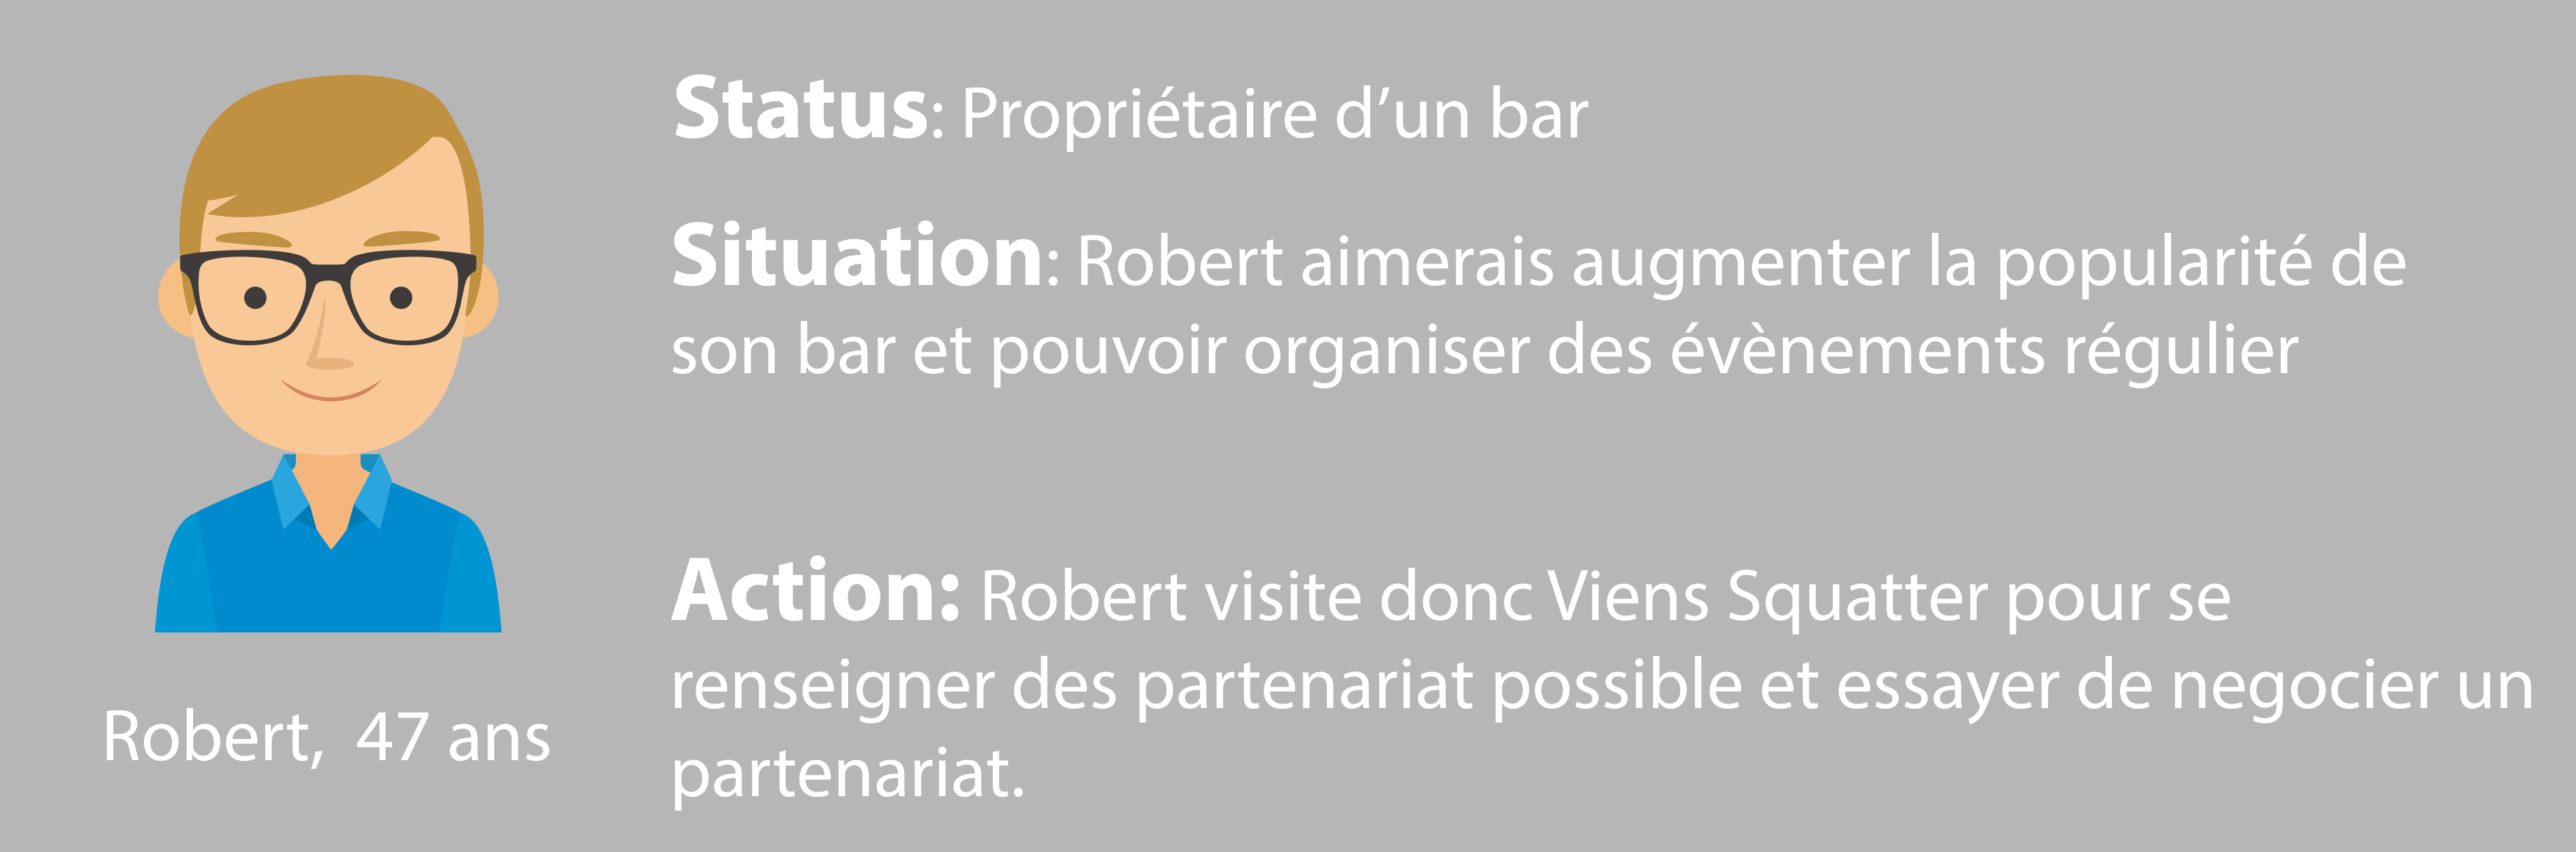 Status: Propriétaire d’un bar
Situation: Robert aimerais augmenter la popularité de
son bar et pouvoir organiser des évènements régulier
Action: Robert visite donc Viens Squatter pour se
renseigner des partenariat possible et essayer de negocier un
partenariat.
Robert, 47 ans